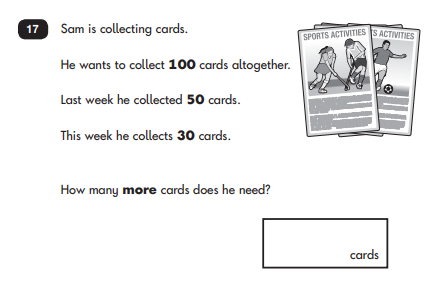 17 Sam is collecting cards.
He wants to collect 100 cards altogether.
Last week he collected 50 cards.
This week he collects 30 cards.
How many more cards does he need?
cards
SPORTS ACTIVITIES
TS ACTIVITIES